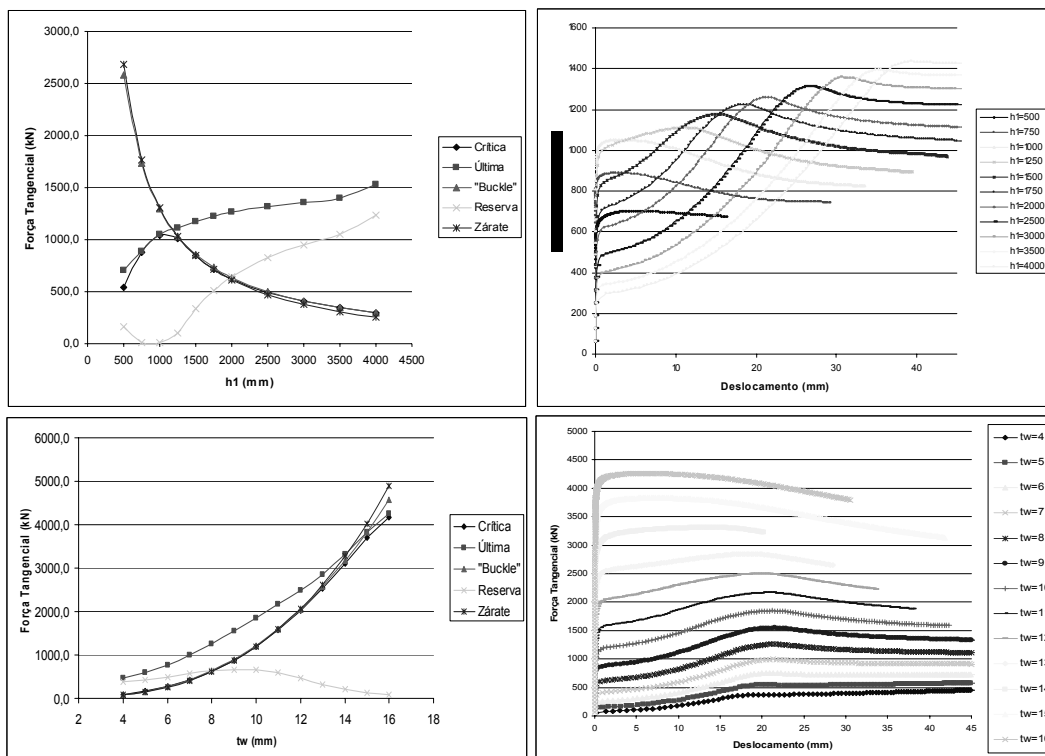 3000,0
2500,0
2000,0
1500,0
1000,0
500,0
0,0
Força Tangencial (kN)
0 500 1000 1500 2000 2500 3000 3500 4000 4500
h1 (mm)
Crítica
Última
"Buckle"
Reserva
Zárate
1600
1400
1200
1000
800
600
400
200
0
0 10 20 30 40
Deslocamento (mm)
h1=500
h1=750
h1=1000
h1=1250
h1=1500
h1=1750
h1=2000
h1=2500
h1=3000
h1=3500
h1=4000
6000,0
5000,0
4000,0
3000,0
2000,0
1000,0
0,0
Força Tangencial (kN)
2 4 6 8 10 12 14 16 18
tw (mm)
Crítica
Última
"Buckle"
Reserva
Zárate
5000
4500
4000
3500
3000
2500
2000
1500
1000
500
0
Força Tangencial (kN)
0 5 10 15 20 25 30 35 40 45
Deslocamento (mm)
tw=4
tw=5
tw=6
tw=7
tw=8
tw=9